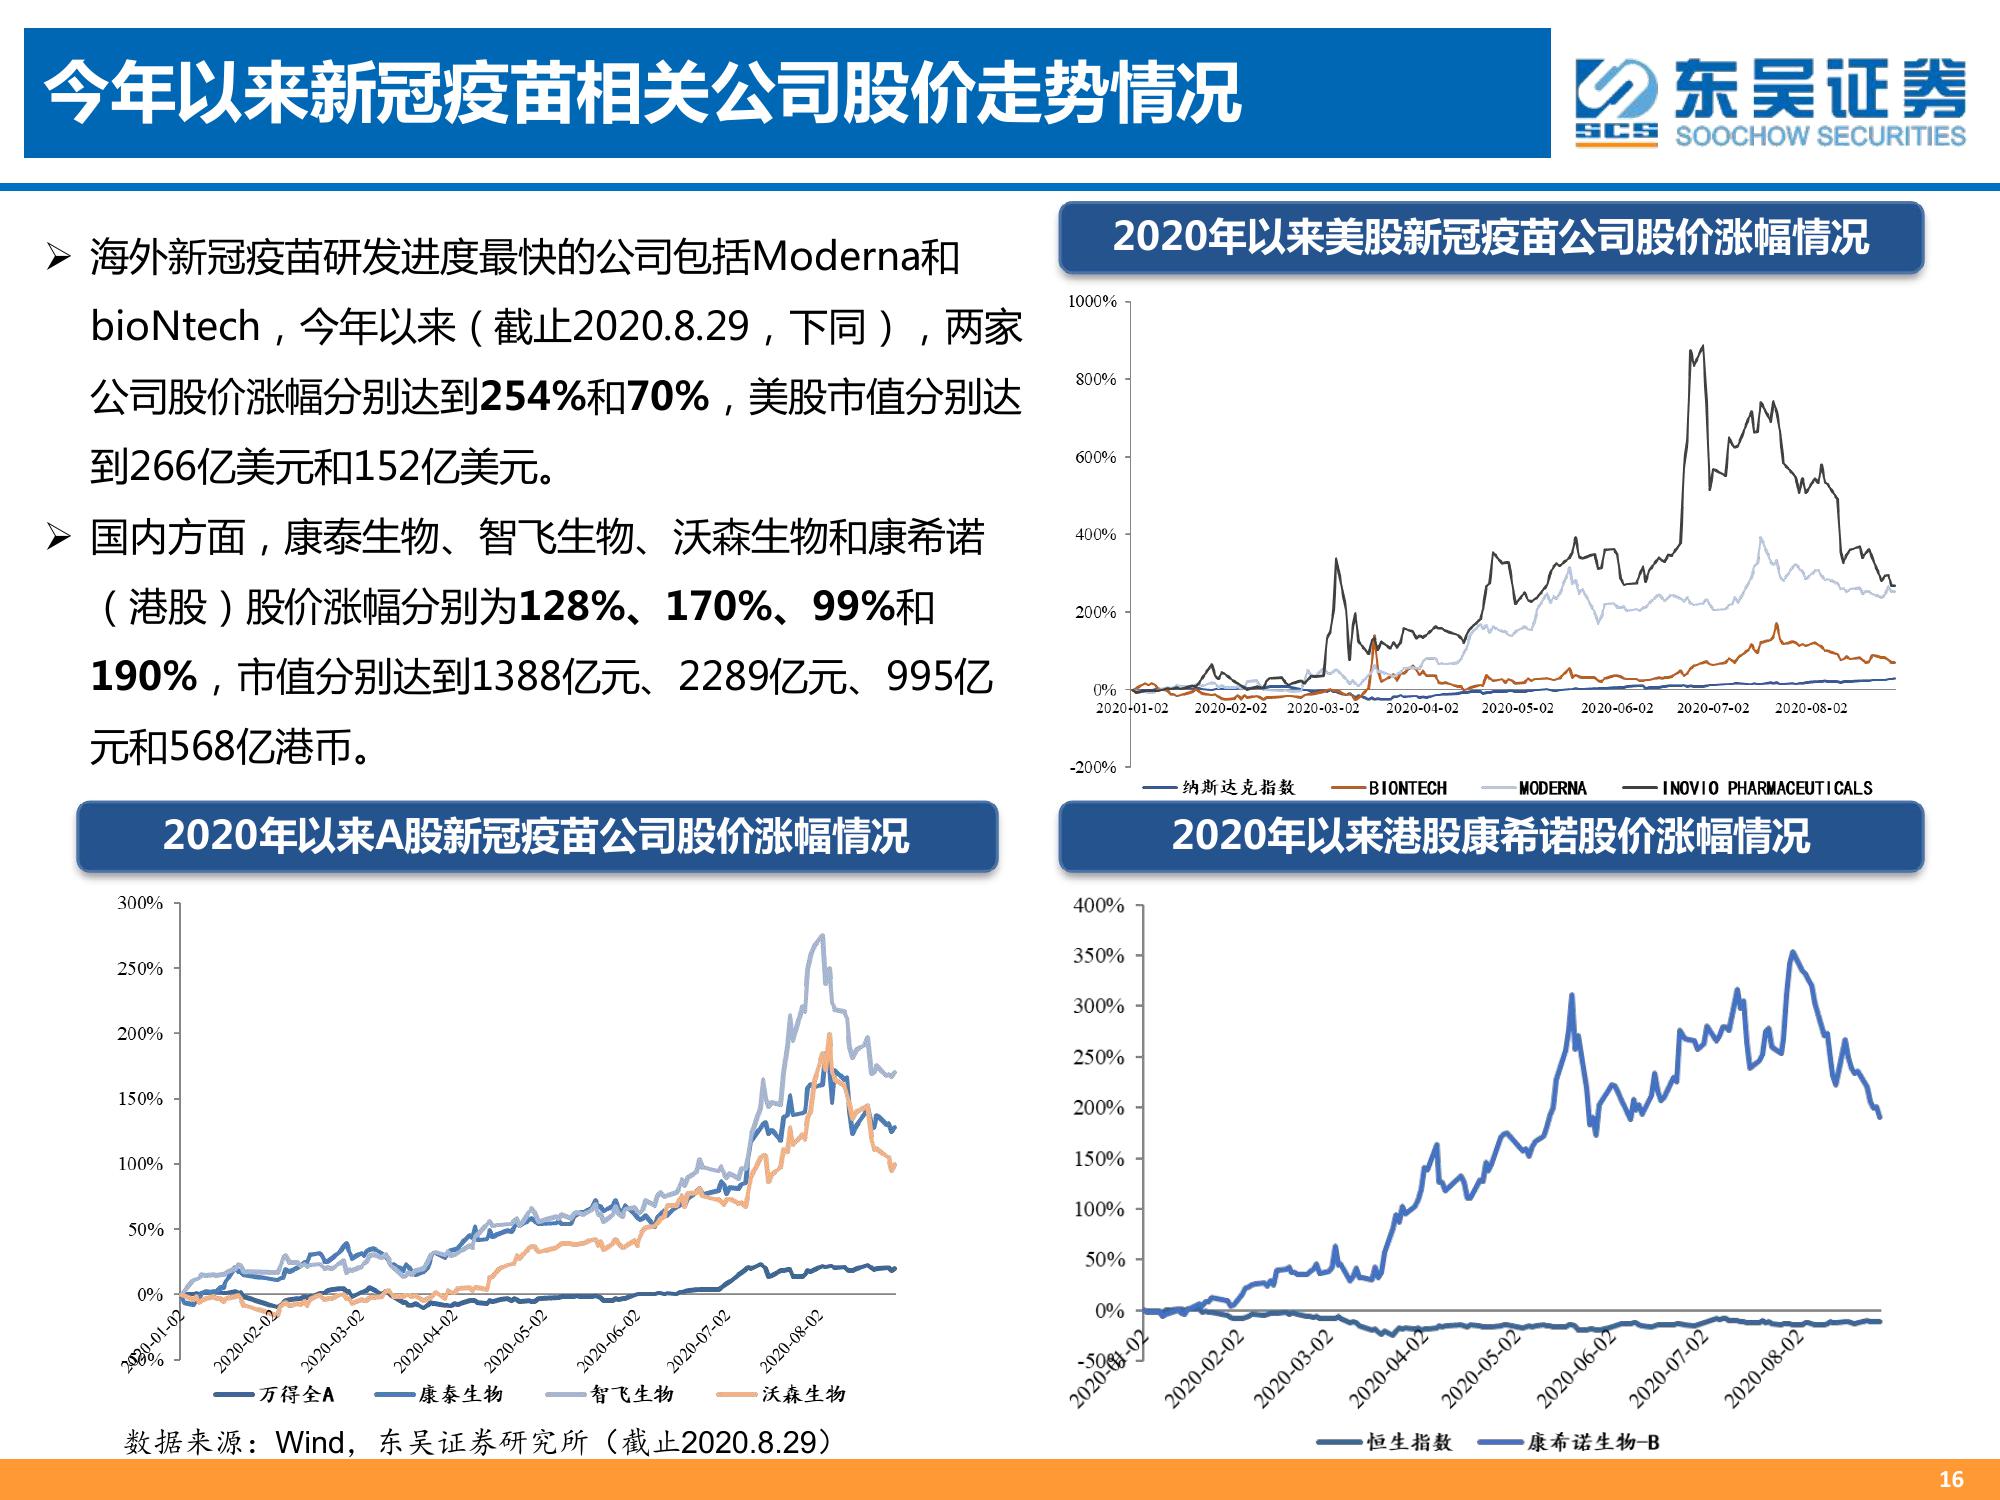 今年以来新冠疫苗相关公司股价走势情况
东吴证券
SCS
SOOCHOW SECURITIES
➢ 海外新冠疫苗研发进度最快的公司包括Moderna和
bioNtech，今年以来（截止2020.8.29，下同），两家
公司股价涨幅分别达到254%和70%，美股市值分别达
到266亿美元和152亿美元。
➢ 国内方面，康泰生物、智飞生物、沃森生物和康希诺
（港股）股价涨幅分别为128%、170%、99%和
190%，市值分别达到1388亿元、2289亿元、995亿
元和568亿港币。
2020年以来美股新冠疫苗公司股价涨幅情况
1000%
800%
600%
400%
200%
0%
-200%
2020-01-02 2020-02-02 2020-03-02 2020-04-02 2020-05-02 2020-06-02 2020-07-02 2020-08-02
纳斯达克指数 BIONTECH MODERNA INOVIO PHARMACEUTICALS
2020年以来A股新冠疫苗公司股价涨幅情况
300%
250%
200%
150%
100%
50%
0%
-50%
2020-01-02 2020-02-02 2020-03-02 2020-04-02 2020-05-02 2020-06-02 2020-07-02 2020-08-02
万得全A 康泰生物 智飞生物 沃森生物
2020年以来港股康希诺股价涨幅情况
400%
350%
300%
250%
200%
150%
100%
50%
0%
-50%
2020-01-02 2020-02-02 2020-03-02 2020-04-02 2020-05-02 2020-06-02 2020-07-02 2020-08-02
恒生指数 康希诺生物-B
数据来源：Wind，东吴证券研究所（截止2020.8.29）
16